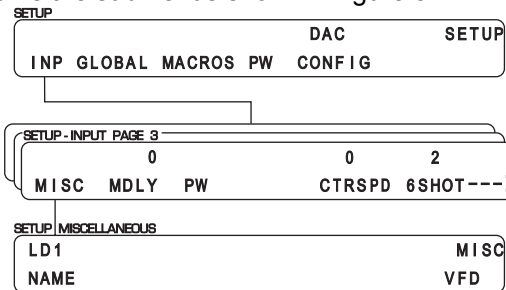 SETUP
DAC SETUP
INP GLOBAL MACROS PW CONFIG
SETUP - INPUT PAGE 3
0 0 2
MISC MDLY PW CTRSPD 6SHOT---
SETUP MISCELLANEOUS
LD1 MISC
NAME VFD